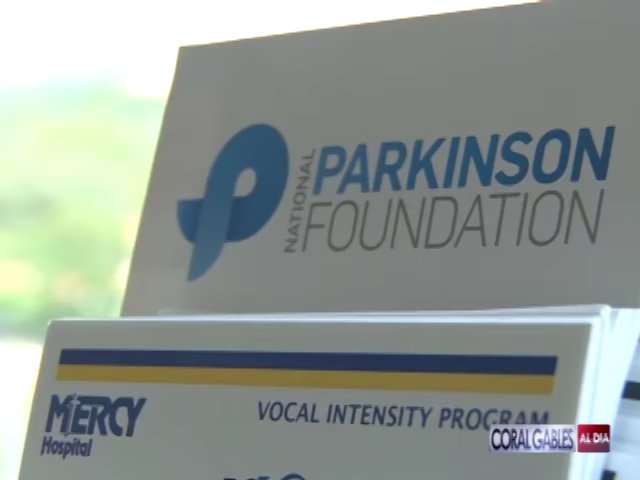 NATIONAL
PARKINSON
FOUNDATION
MERCY
Hospital
VOCAL INTENSITY PROGRAM
CORAL GABLES AL DIA